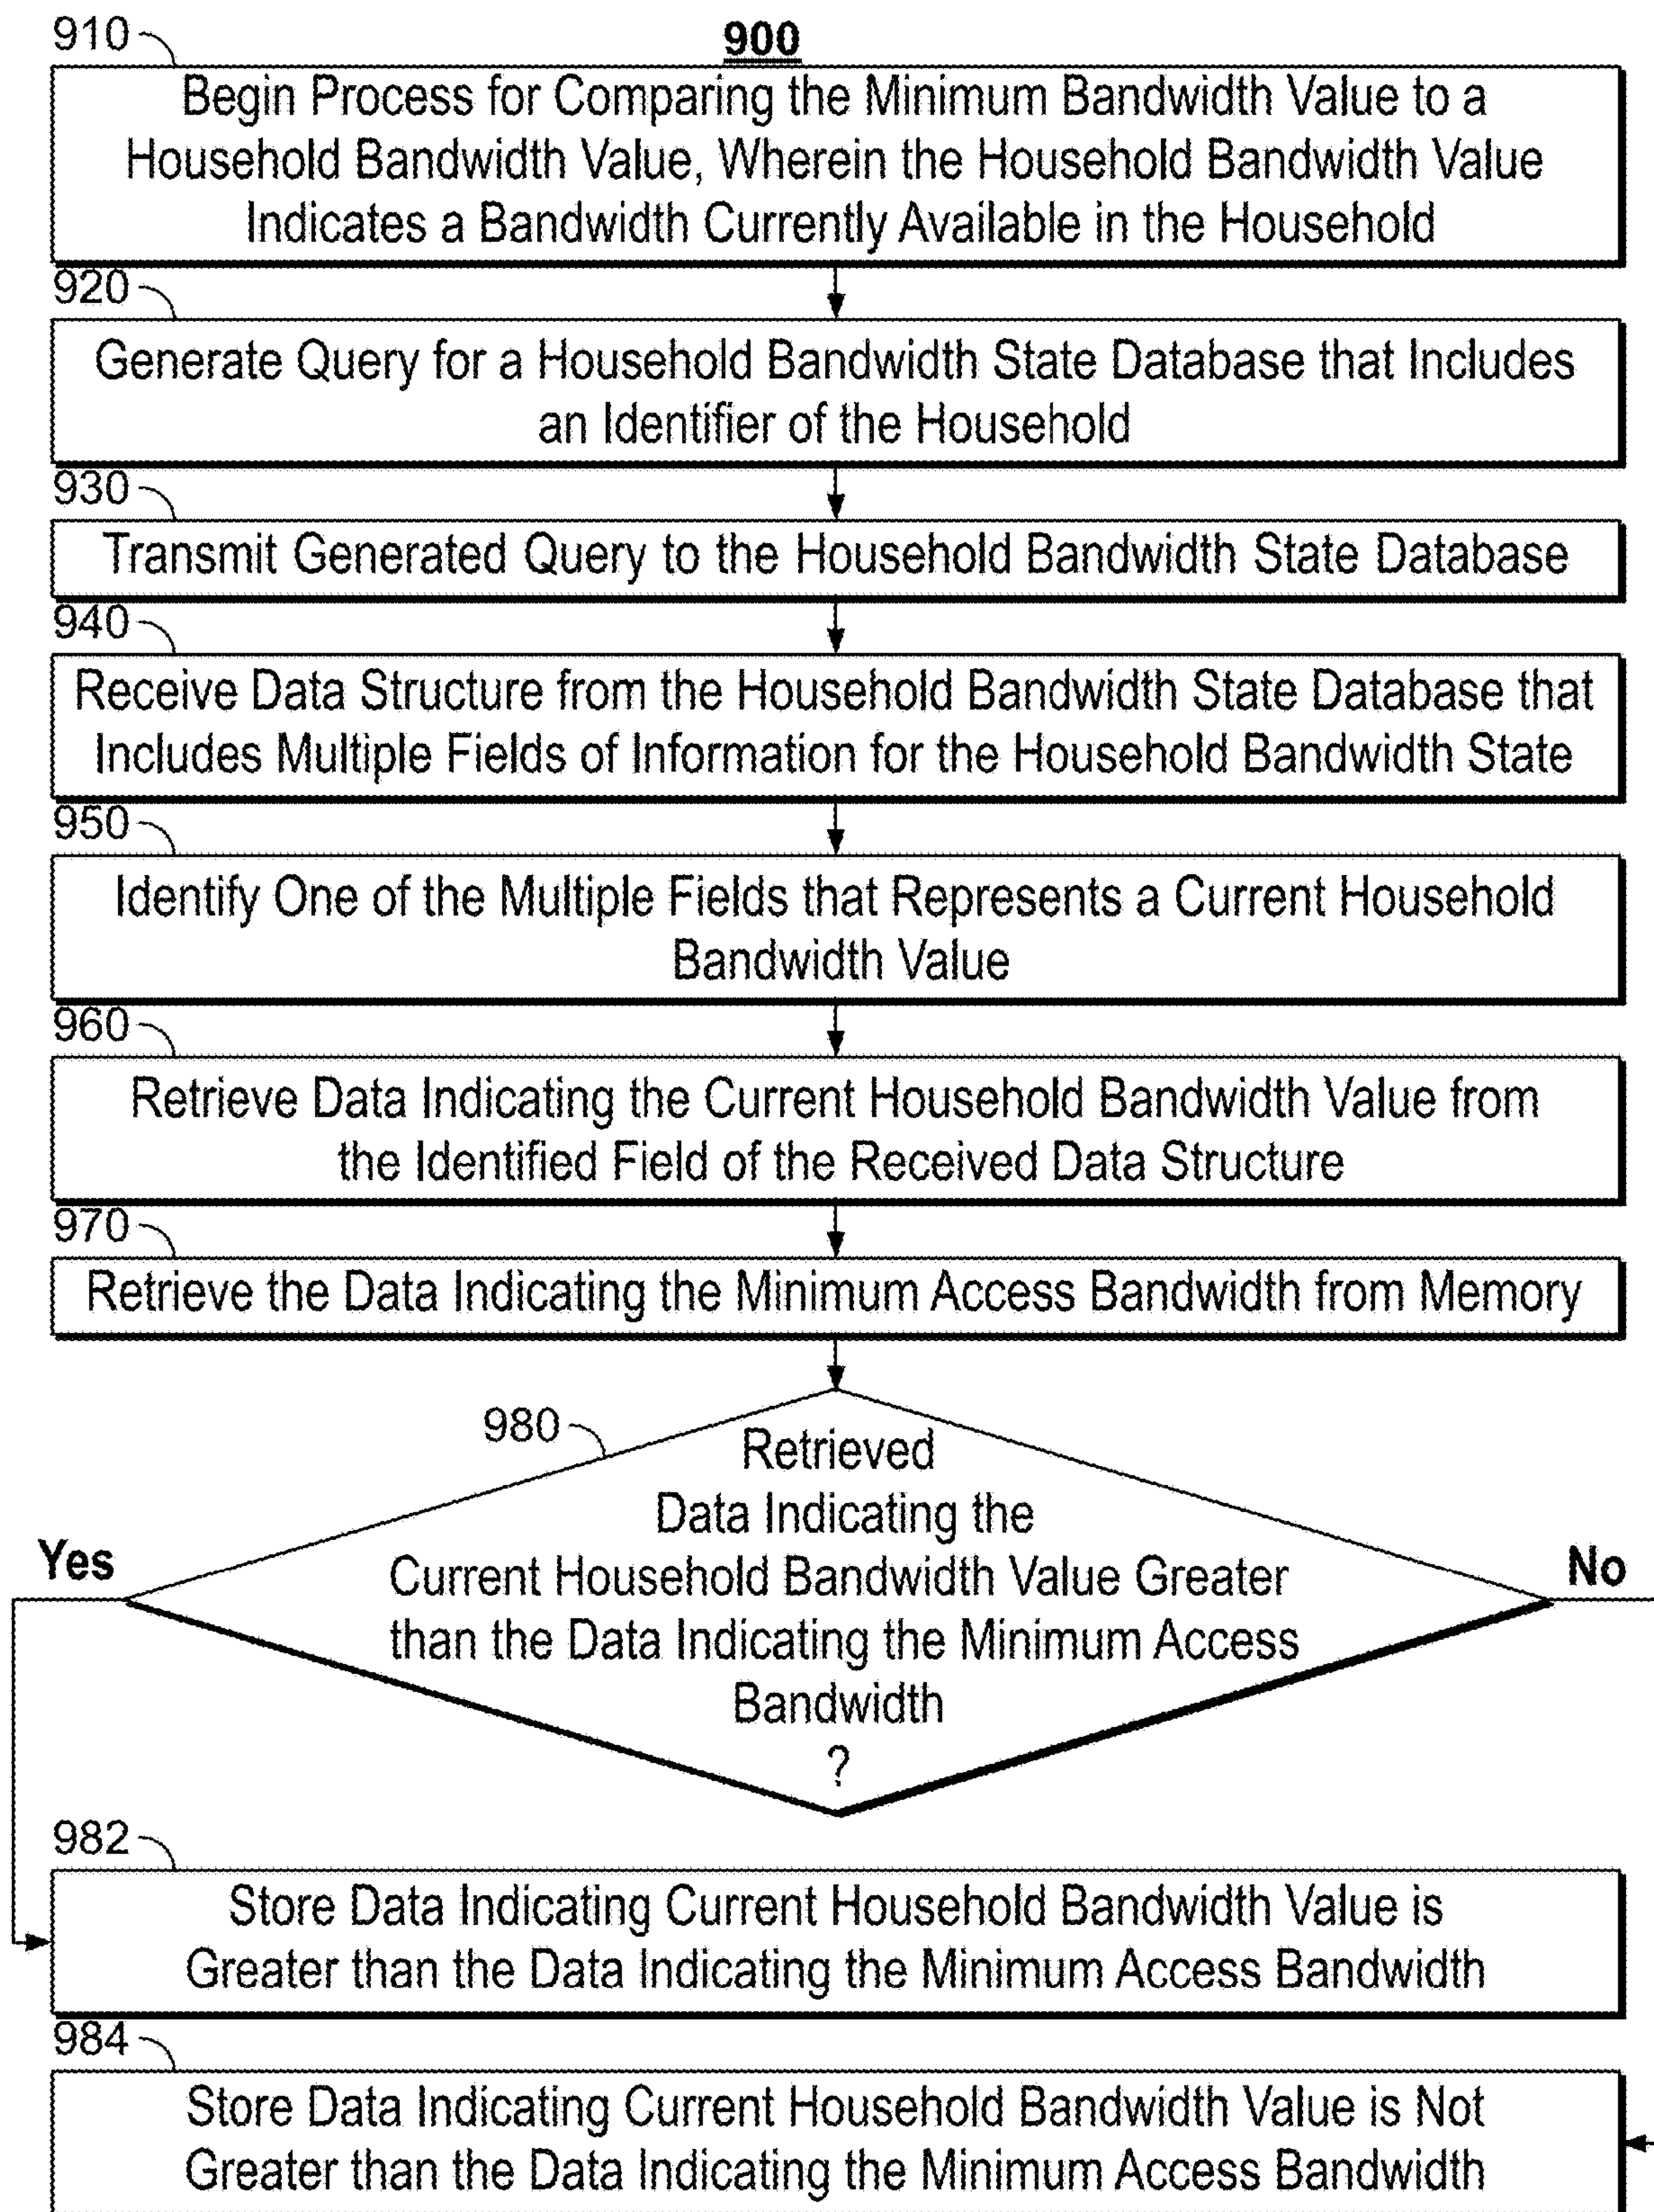 910
900
Begin Process for Comparing the Minimum Bandwidth Value to a
Household Bandwidth Value, Wherein the Household Bandwidth Value
Indicates a Bandwidth Currently Available in the Household
920
Generate Query for a Household Bandwidth State Database that Includes
an Identifier of the Household
930
Transmit Generated Query to the Household Bandwidth State Database
940
Receive Data Structure from the Household Bandwidth State Database that
Includes Multiple Fields of Information for the Household Bandwidth State
950
Identify One of the Multiple Fields that Represents a Current Household
Bandwidth Value
960
Retrieve Data Indicating the Current Household Bandwidth Value from
the Identified Field of the Received Data Structure
970
Retrieve the Data Indicating the Minimum Access Bandwidth from Memory
980
Retrieved
Data Indicating the
Current Household Bandwidth Value Greater
than the Data Indicating the Minimum Access
Bandwidth
?
Yes
No
982
Store Data Indicating Current Household Bandwidth Value is
Greater than the Data Indicating the Minimum Access Bandwidth
984
Store Data Indicating Current Household Bandwidth Value is Not
Greater than the Data Indicating the Minimum Access Bandwidth